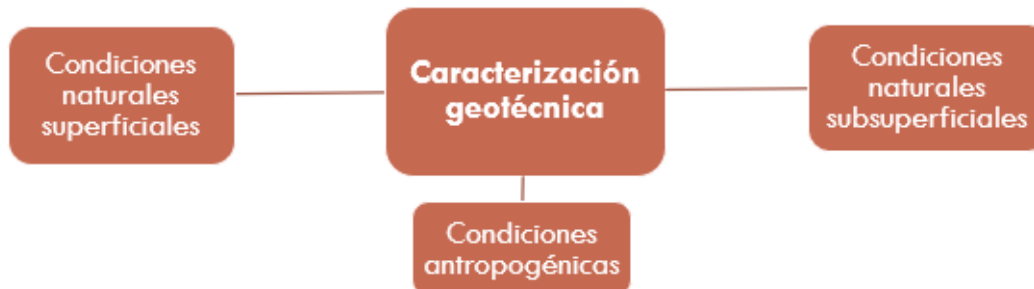 Condiciones
naturales
superficiales
Caracterización
geotécnica
Condiciones
naturales
subsuperficiales
Condiciones
antropogénicas